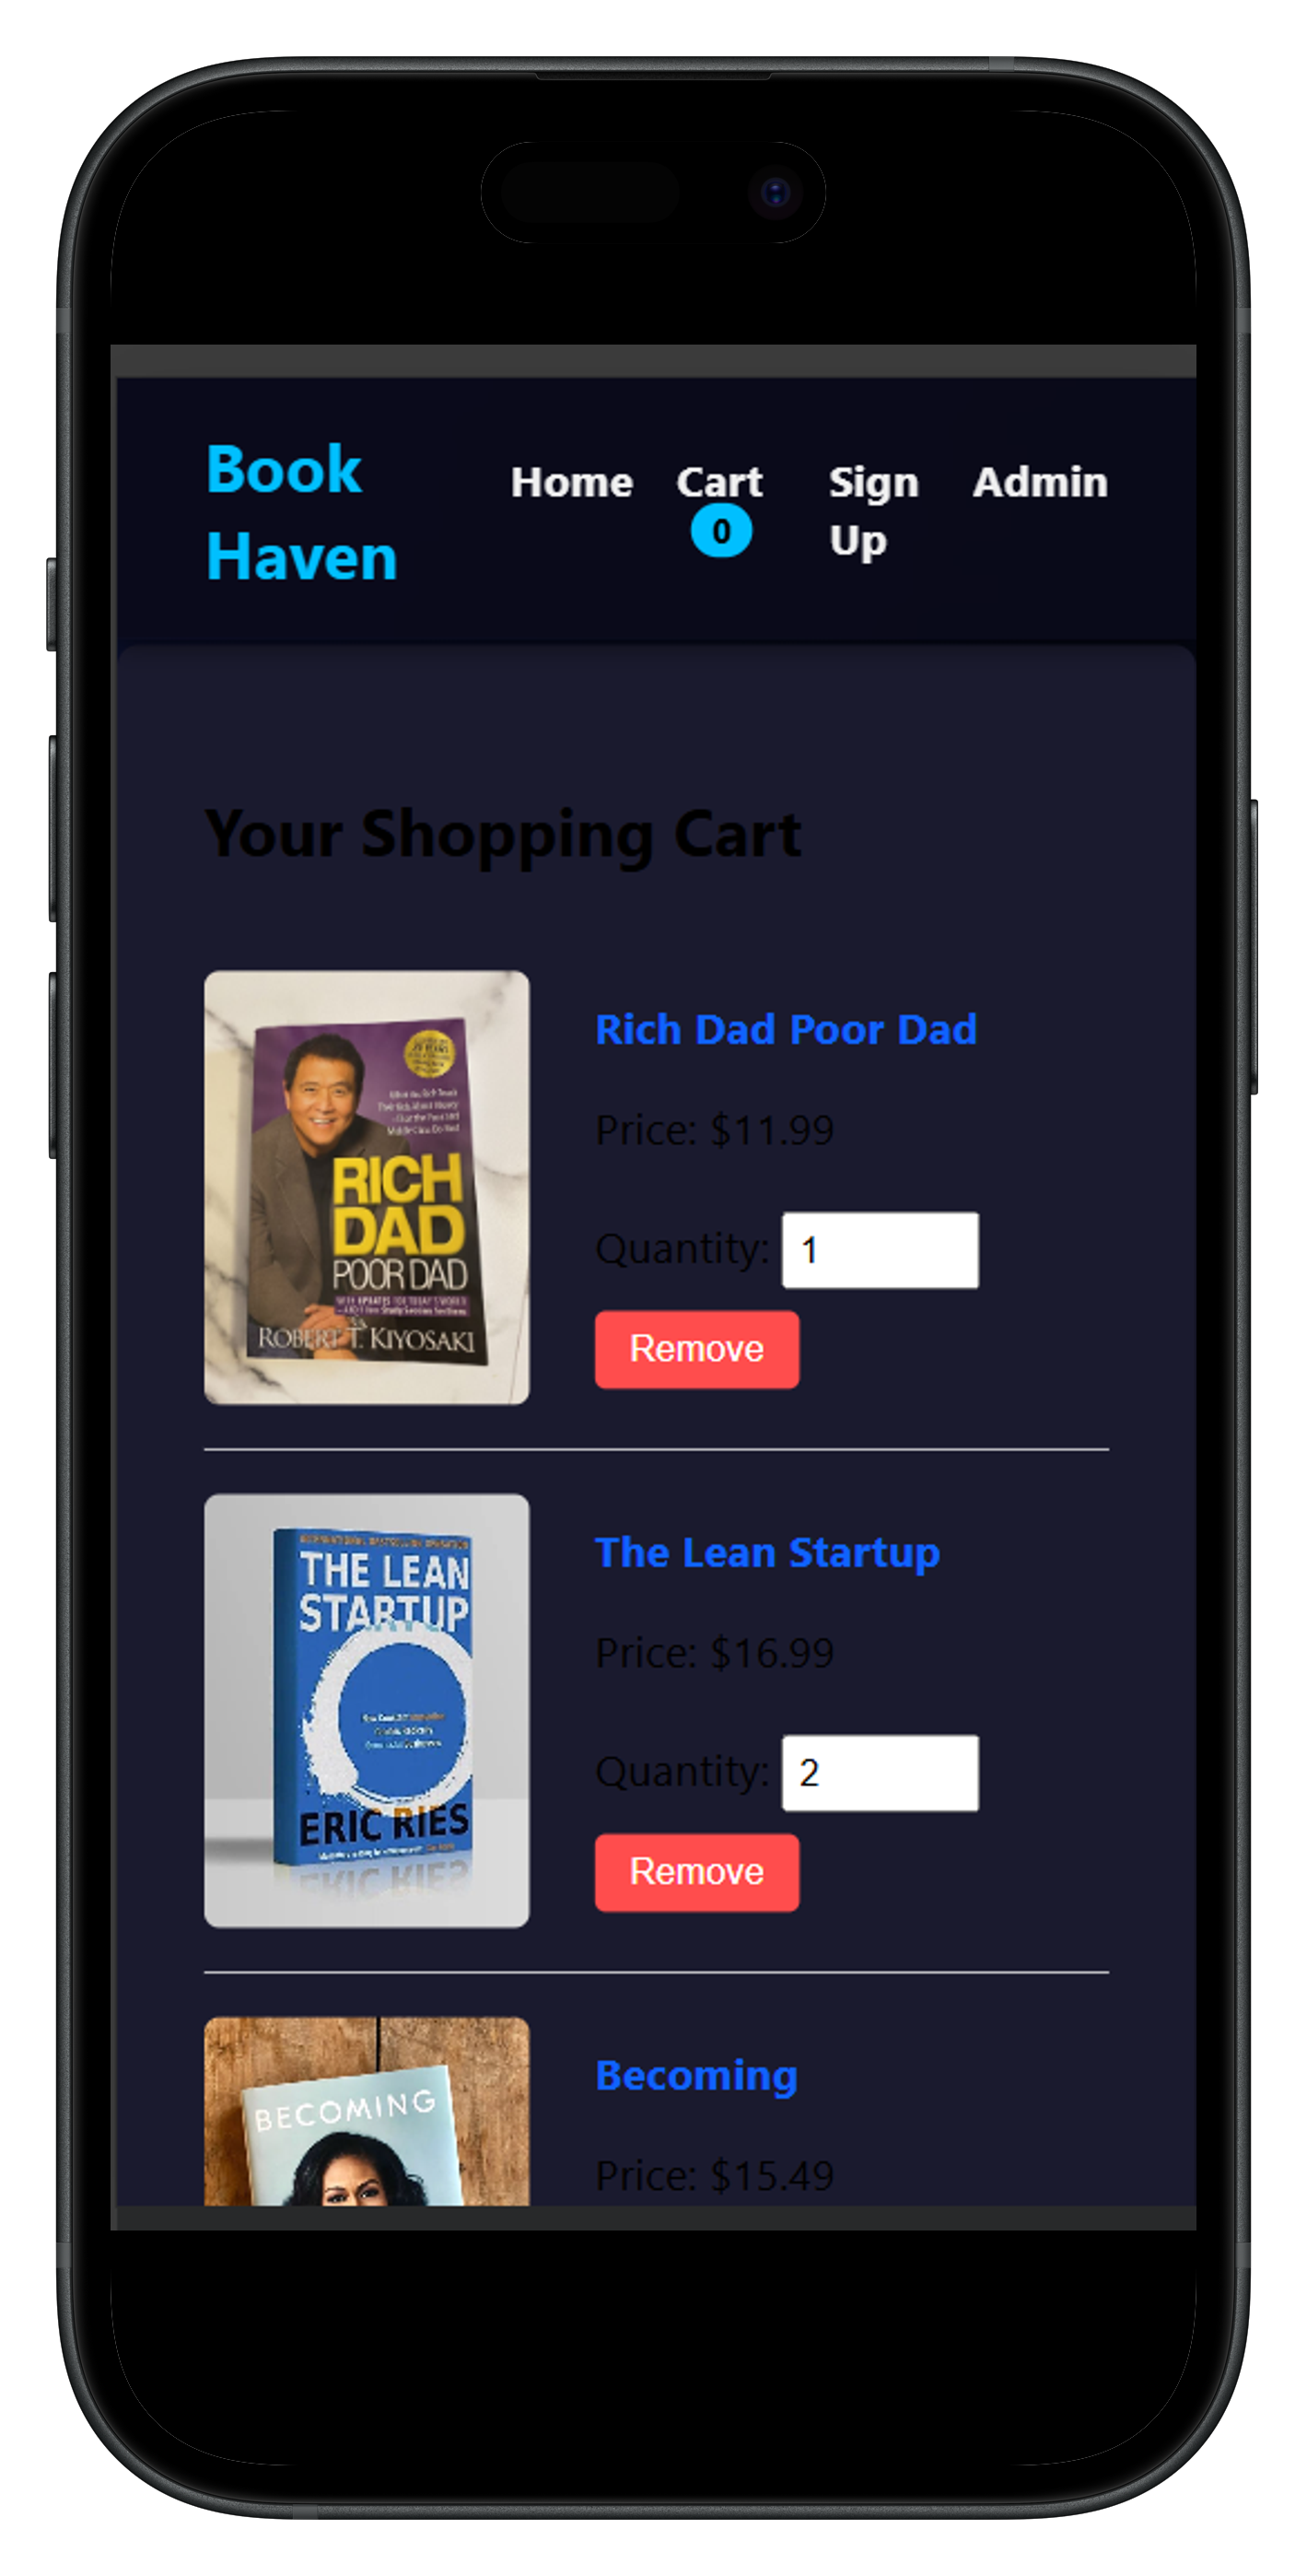 Book
Haven
Home Cart Sign Admin
0 Up
Your Shopping Cart
RICH
DAD
POOR DAD
ROBERT T. KIYOSAKI
Rich Dad Poor Dad
Price: $11.99
Quantity: 1
Remove
THE LEAN
STARTUP
ERIC RIES
The Lean Startup
Price: $16.99
Quantity: 2
Remove
BECOMING
Becoming
Price: $15.49